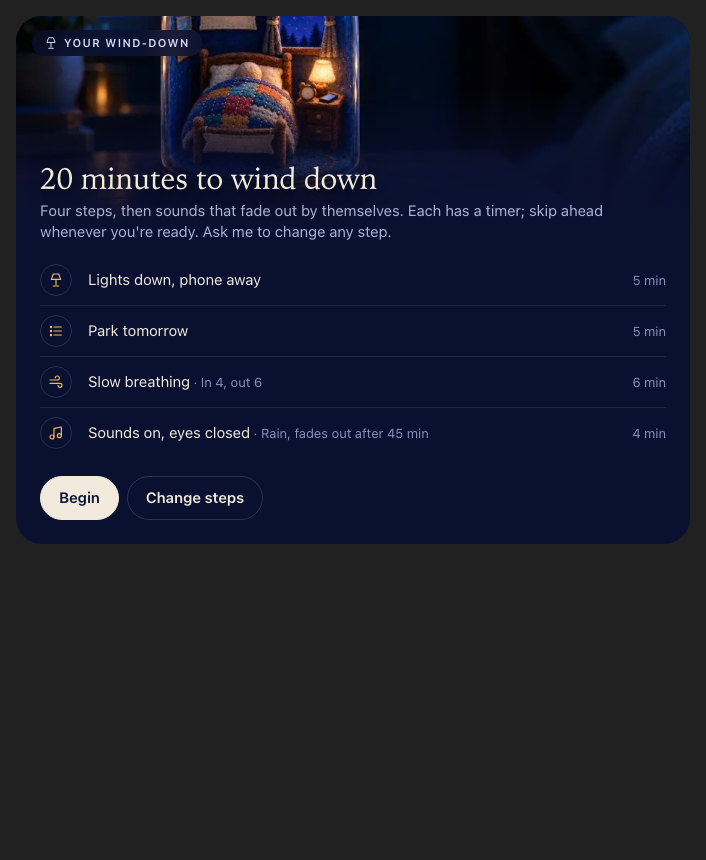 YOUR WIND-DOWN
20 minutes to wind down
Four steps, then sounds that fade out by themselves. Each has a timer; skip ahead
whenever you're ready. Ask me to change any step.
Lights down, phone away 5 min
Park tomorrow 5 min
Slow breathing · In 4, out 6 6 min
Sounds on, eyes closed · Rain, fades out after 45 min 4 min
Begin Change steps